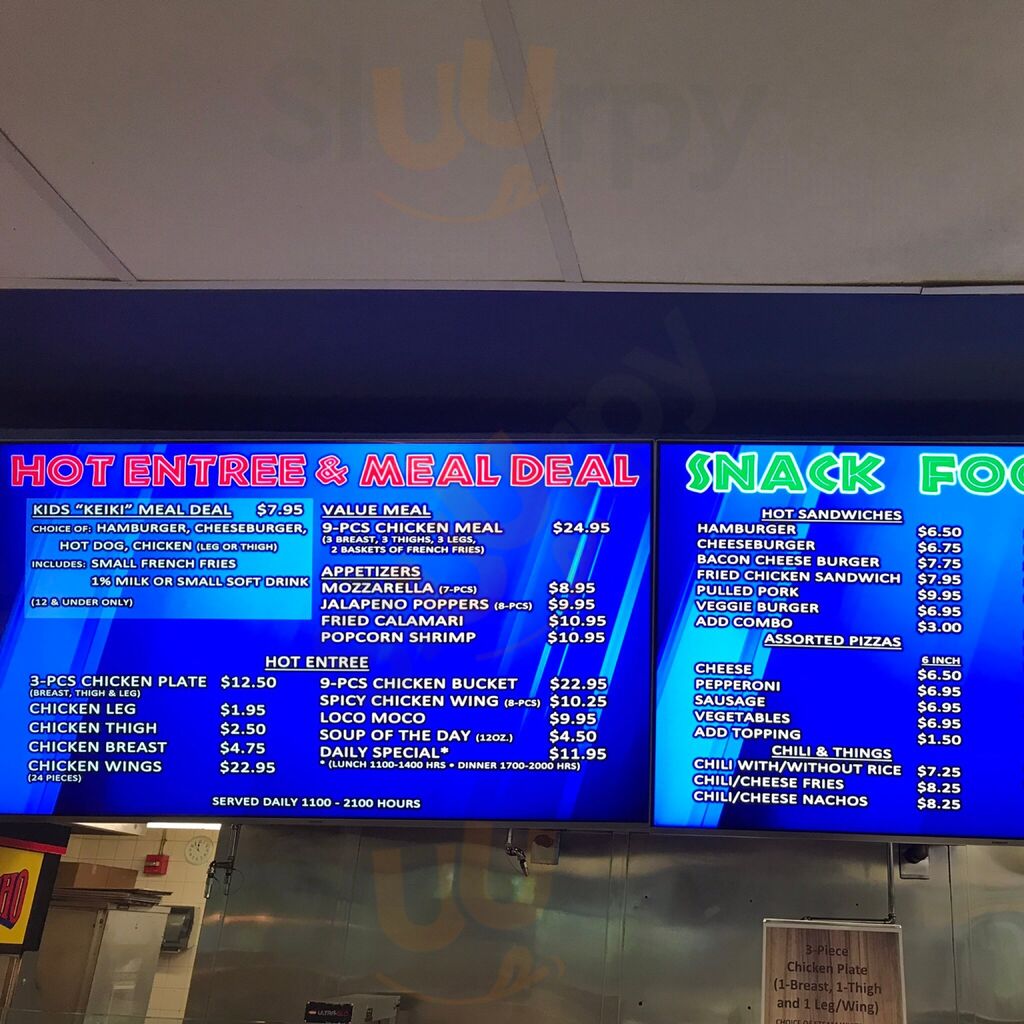 Sluurpy
HOT ENTREE & MEAL DEAL
KIDS "KEIKI" MEAL DEAL $7.95
CHOICE OF: HAMBURGER, CHEESEBURGER,
HOT DOG, CHICKEN (LEG OR THIGH)
INCLUDES: SMALL FRENCH FRIES
1% MILK OR SMALL SOFT DRINK
(12 & UNDER ONLY)
VALUE MEAL
9-PCS CHICKEN MEAL $24.95
(3 BREAST, 3 THIGHS, 3 LEGS,
2 BASKETS OF FRENCH FRIES)
APPETIZERS
MOZZARELLA (7-PCS) $8.95
JALAPENO POPPERS (8-PCS) $9.95
FRIED CALAMARI $10.95
POPCORN SHRIMP $10.95
HOT ENTREE
3-PCS CHICKEN PLATE $12.50
(BREAST, THIGH & LEG)
CHICKEN LEG $1.95
CHICKEN THIGH $2.50
CHICKEN BREAST $4.75
CHICKEN WINGS $22.95
(24 PIECES)
9-PCS CHICKEN BUCKET $22.95
SPICY CHICKEN WING (8-PCS) $10.25
LOCO MOCO $9.95
SOUP OF THE DAY (12OZ.) $4.50
DAILY SPECIAL* $11.95
* (LUNCH 1100-1400 HRS • DINNER 1700-2000 HRS)
SERVED DAILY 1100 - 2100 HOURS
SNACK FOO
HOT SANDWICHES
HAMBURGER $6.50
CHEESEBURGER $6.75
BACON CHEESE BURGER $7.75
FRIED CHICKEN SANDWICH $7.95
PULLED PORK $9.95
VEGGIE BURGER $6.95
ADD COMBO $3.00
ASSORTED PIZZAS
6 INCH
CHEESE $6.50
PEPPERONI $6.95
SAUSAGE $6.95
VEGETABLES $6.95
ADD TOPPING $1.50
CHILI & THINGS
CHILI WITH/WITHOUT RICE $7.25
CHILI/CHEESE FRIES $8.25
CHILI/CHEESE NACHOS $8.25
HO
ULTRA-GLO
3-Piece
Chicken Plate
(1-Breast, 1-Thigh
and 1 Leg/Wing)